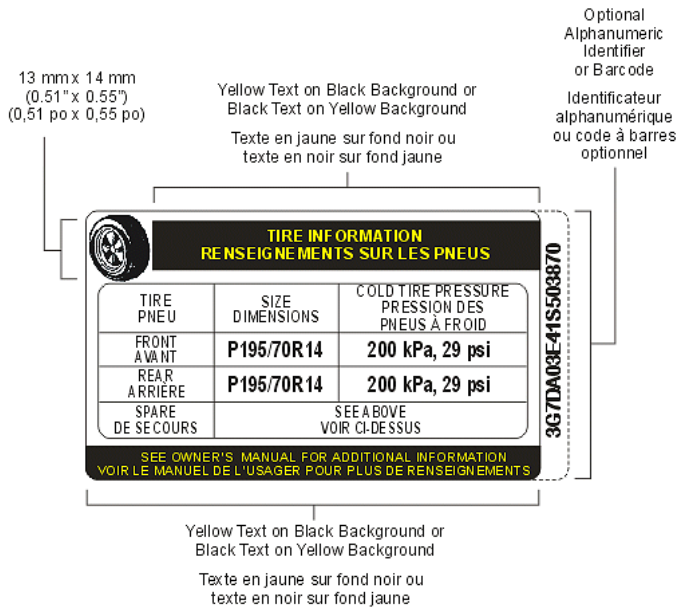 Optional
Alphanumeric
Identifier
or Barcode
Identificateur
alphanumérique
ou code à barres
optionnel
13 mm x 14 mm
(0.51" x 0.55")
(0,51 po x 0,55 po)
Yellow Text on Black Background or
Black Text on Yellow Background
Texte en jaune sur fond noir ou
texte en noir sur fond jaune
TIRE INFORMATION
RENSEIGNEMENTS SUR LES PNEUS
TIRE
PNEU
SIZE
DIMENSIONS
COLD TIRE PRESSURE
PRESSION DES
PNEUS À FROID
FRONT
AVANT
P195/70R14
200 kPa, 29 psi
REAR
ARRIÈRE
P195/70R14
200 kPa, 29 psi
SPARE
DE SECOURS
SEE ABOVE
VOIR CI-DESSUS
SEE OWNER'S MANUAL FOR ADDITIONAL INFORMATION
VOIR LE MANUEL DE L'USAGER POUR PLUS DE RENSEIGNEMENTS
3G7DA03E41S503870
Yellow Text on Black Background or
Black Text on Yellow Background
Texte en jaune sur fond noir ou
texte en noir sur fond jaune